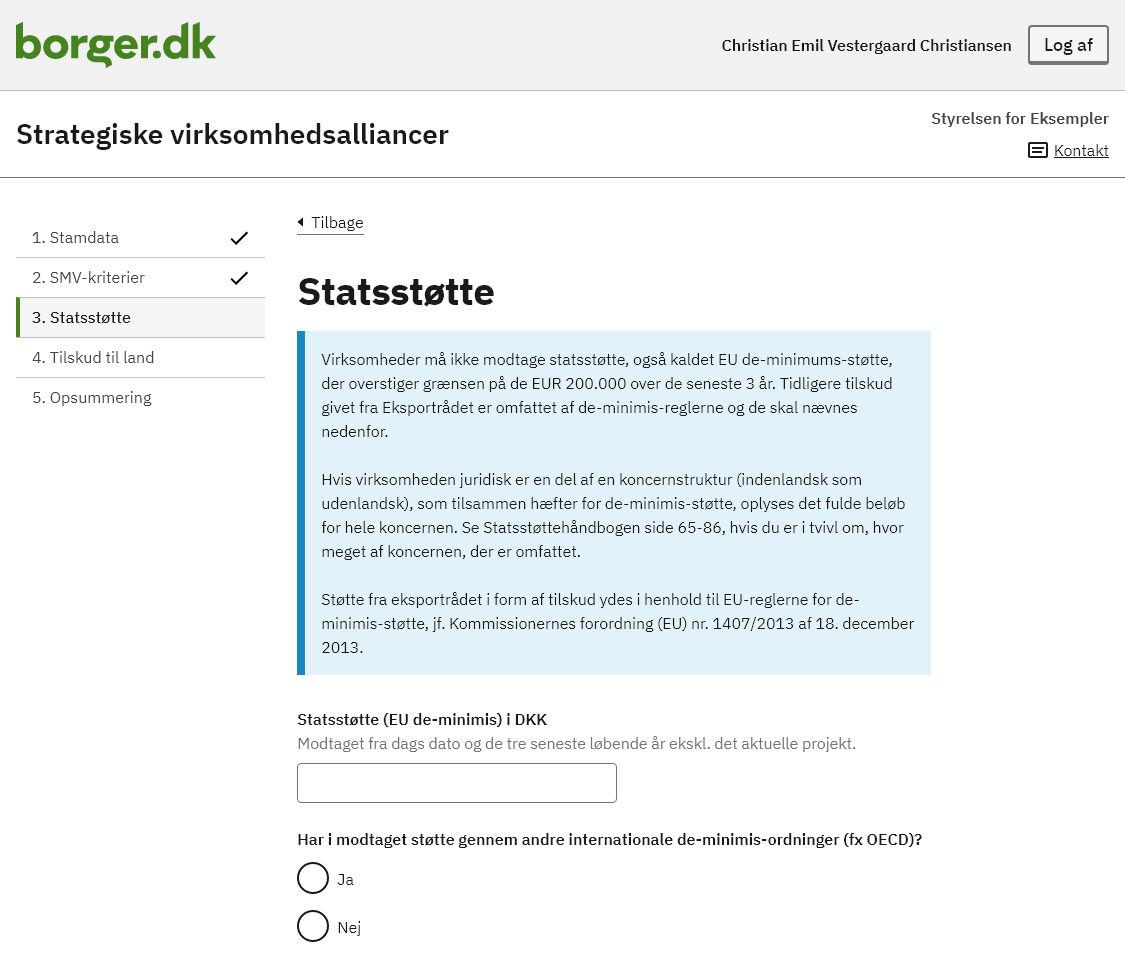 borger.dk
Christian Emil Vestergaard Christiansen
Log af
Strategiske virksomhedsalliancer
Styrelsen for Eksempler
Kontakt
1. Stamdata
2. SMV-kriterier
3. Statsstøtte
4. Tilskud til land
5. Opsummering
Tilbage
Statsstøtte
Virksomheder må ikke modtage statsstøtte, også kaldet EU de-minimums-støtte,
der overstiger grænsen på de EUR 200.000 over de seneste 3 år. Tidligere tilskud
givet fra Eksportrådet er omfattet af de-minimis-reglerne og de skal nævnes
nedenfor.
Hvis virksomheden juridisk er en del af en koncernstruktur (indenlandsk som
udenlandsk), som tilsammen hæfter for de-minimis-støtte, oplyses det fulde beløb
for hele koncernen. Se Statsstøttehåndbogen side 65-86, hvis du er i tvivl om, hvor
meget af koncernen, der er omfattet.
Støtte fra eksportrådet i form af tilskud ydes i henhold til EU-reglerne for de-
minimis-støtte, jf. Kommissionernes forordning (EU) nr. 1407/2013 af 18. december
2013.
Statsstøtte (EU de-minimis) i DKK
Modtaget fra dags dato og de tre seneste løbende år ekskl. det aktuelle projekt.
Har i modtaget støtte gennem andre internationale de-minimis-ordninger (fx OECD)?
Ja
Nej